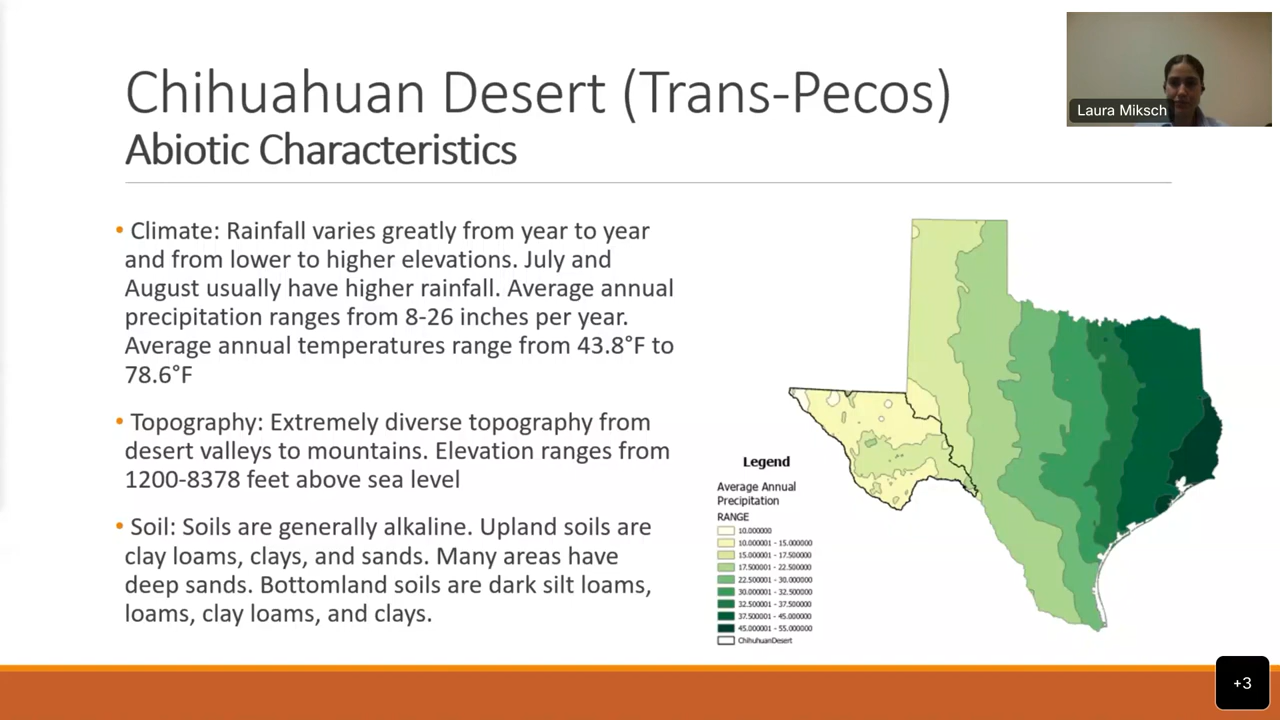 Chihuahuan Desert (Trans-Pecos)
Abiotic Characteristics
Laura Miksch
• Climate: Rainfall varies greatly from year to year
and from lower to higher elevations. July and
August usually have higher rainfall. Average annual
precipitation ranges from 8-26 inches per year.
Average annual temperatures range from 43.8°F to
78.6°F
• Topography: Extremely diverse topography from
desert valleys to mountains. Elevation ranges from
1200-8378 feet above sea level
• Soil: Soils are generally alkaline. Upland soils are
clay loams, clays, and sands. Many areas have
deep sands. Bottomland soils are dark silt loams,
loams, clay loams, and clays.
Legend
Average Annual
Precipitation
RANGE
10.000000
10.000001 - 15.000000
15.000001 - 17.500000
17.500001 - 22.500000
22.500001 - 30.000000
30.000001 - 32.500000
32.500001 - 37.500000
37.500001 - 45.000000
45.000001 - 55.000000
ChihuhuanDesert
+3